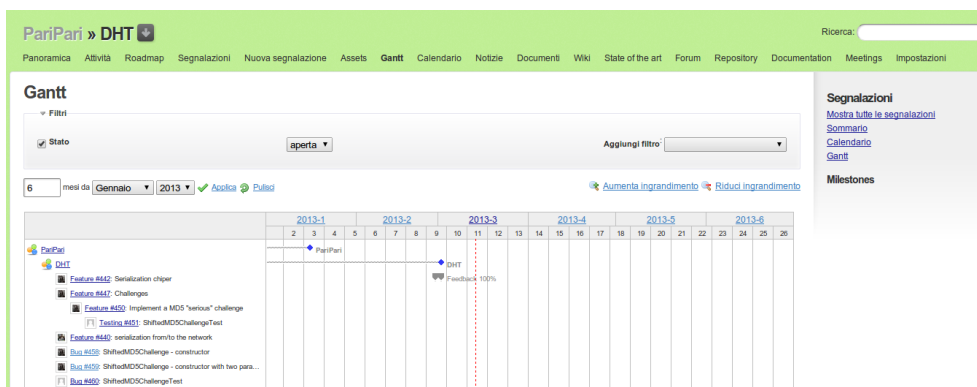 PariPari » DHT
Ricerca:
Panoramica Attività Roadmap Segnalazioni Nuova segnalazione Assets Gantt Calendario Notizie Documenti Wiki State of the art Forum Repository Documentation Meetings Impostazioni
Gantt
Filtri
Stato aperta Aggiungi filtro
6 mesi da Gennaio 2013 Applica Pulisci Aumenta ingrandimento Riduci ingrandimento
Segnalazioni
Mostra tutte le segnalazioni
Sommario
Calendario
Gantt
Milestones
2013-1 2013-2 2013-3 2013-4 2013-5 2013-6
2 3 4 5 6 7 8 9 10 11 12 13 14 15 16 17 18 19 20 21 22 23 24 25 26
PariPari PariPari
DHT DHT
Feature #442: Serialization chiper Feedback 100%
Feature #447: Challenges
Feature #450: Implement a MD5 "serious" challenge
Testing #451: ShiftedMD5ChallengeTest
Feature #440: serialization from/to the network
Bug #458: ShiftedMD5Challenge - constructor
Bug #459: ShiftedMD5Challenge - constructor with two para...
Bug #460: ShiftedMD5ChallengeTest